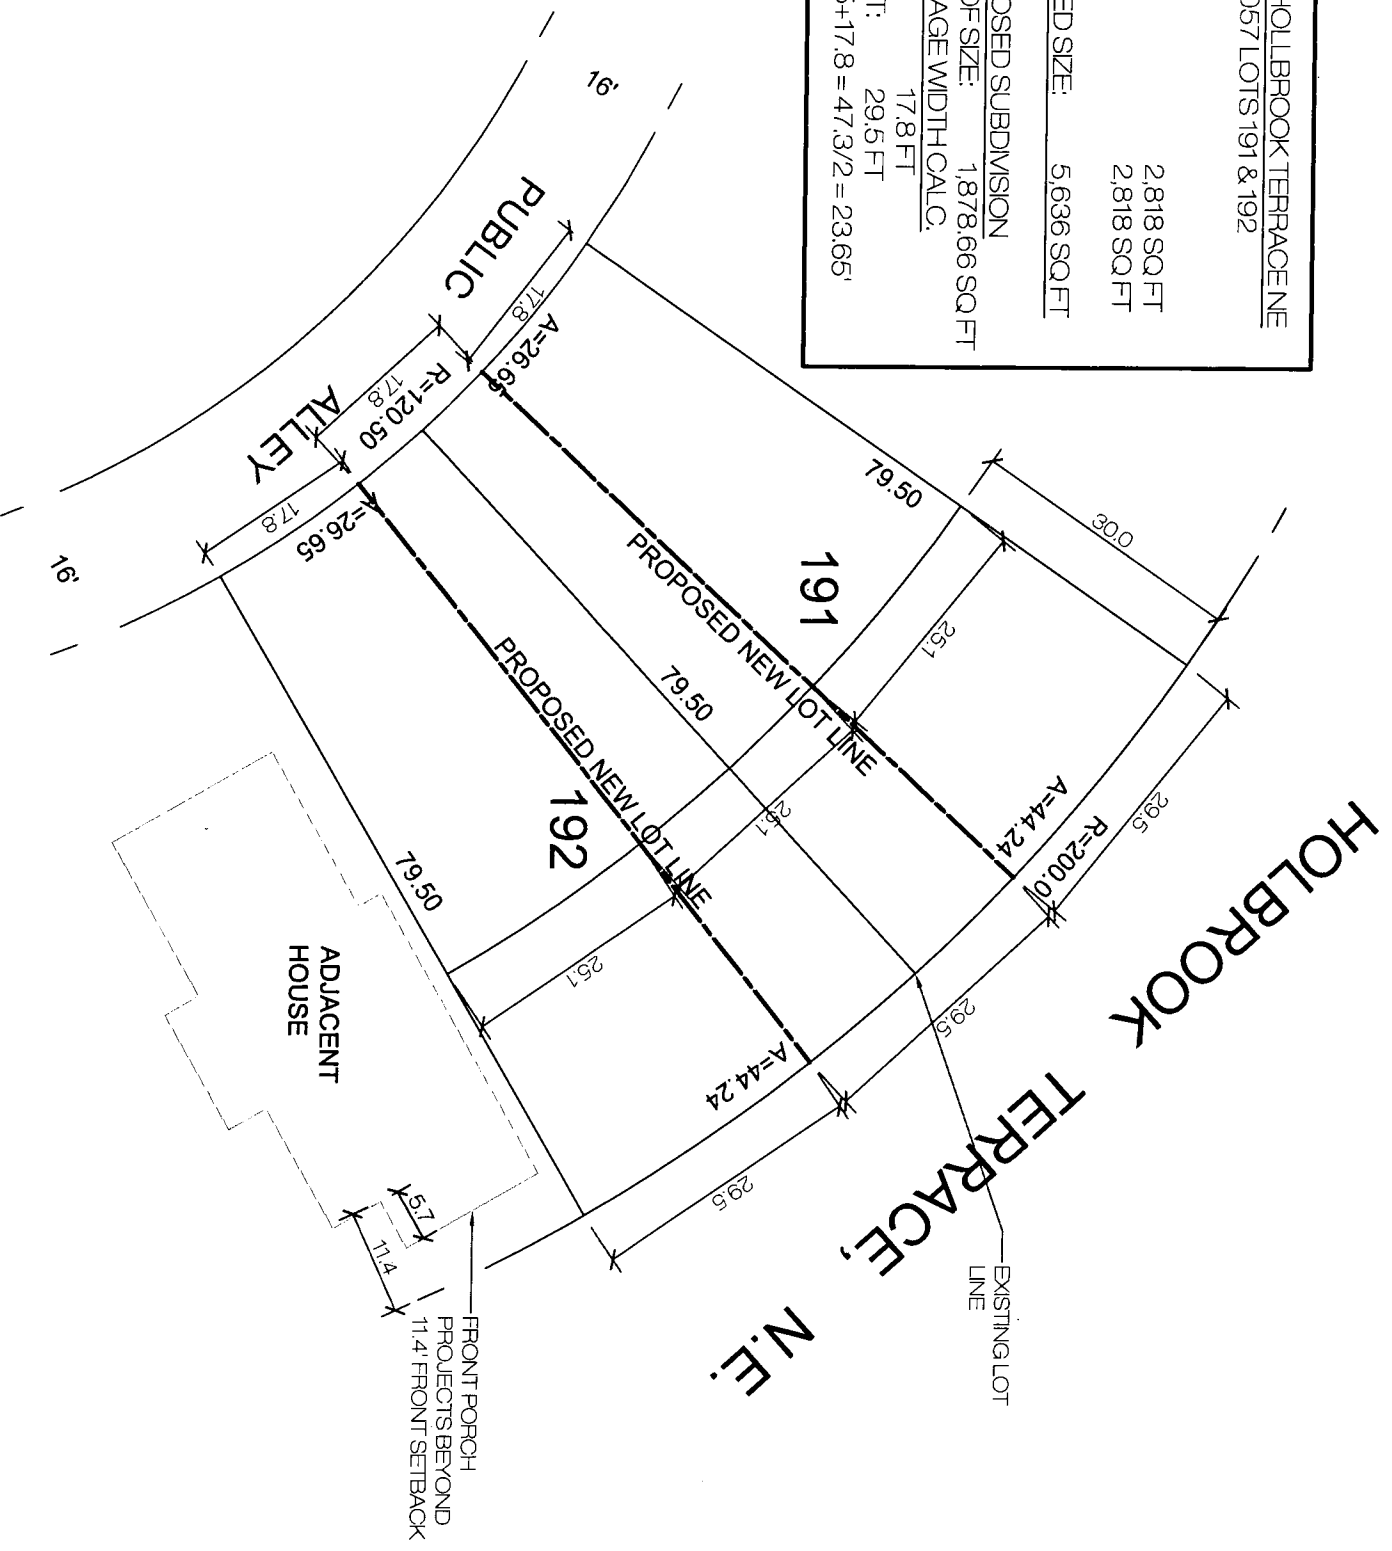 HOLLBROOK TERRACE NE
057 LOTS 191 & 192
2,818 SQ FT
2,818 SQ FT
ED SIZE: 5,636 SQ FT
OSED SUBDIVISION
OF SIZE: 1,878.66 SQ FT
AGE WIDTH CALC.
17.8 FT
T: 29.5 FT
5+17.8 = 47.3/2 = 23.65'
16'
PUBLIC
ALLEY
16'
17.8
A=26.65
17.8
R=120.50
17.8
=26.65
79.50
30.0
191
25.1
PROPOSED NEW LOT LINE
79.50
25.1
PROPOSED NEW LOT LINE
192
25.1
79.50
A=44.24
R=200.0
29.5
29.5
A=44.24
29.5
HOLBROOK
TERRACE,
N.E.
EXISTING LOT
LINE
ADJACENT
HOUSE
5.7
11.4
FRONT PORCH
PROJECTS BEYOND
11.4' FRONT SETBACK